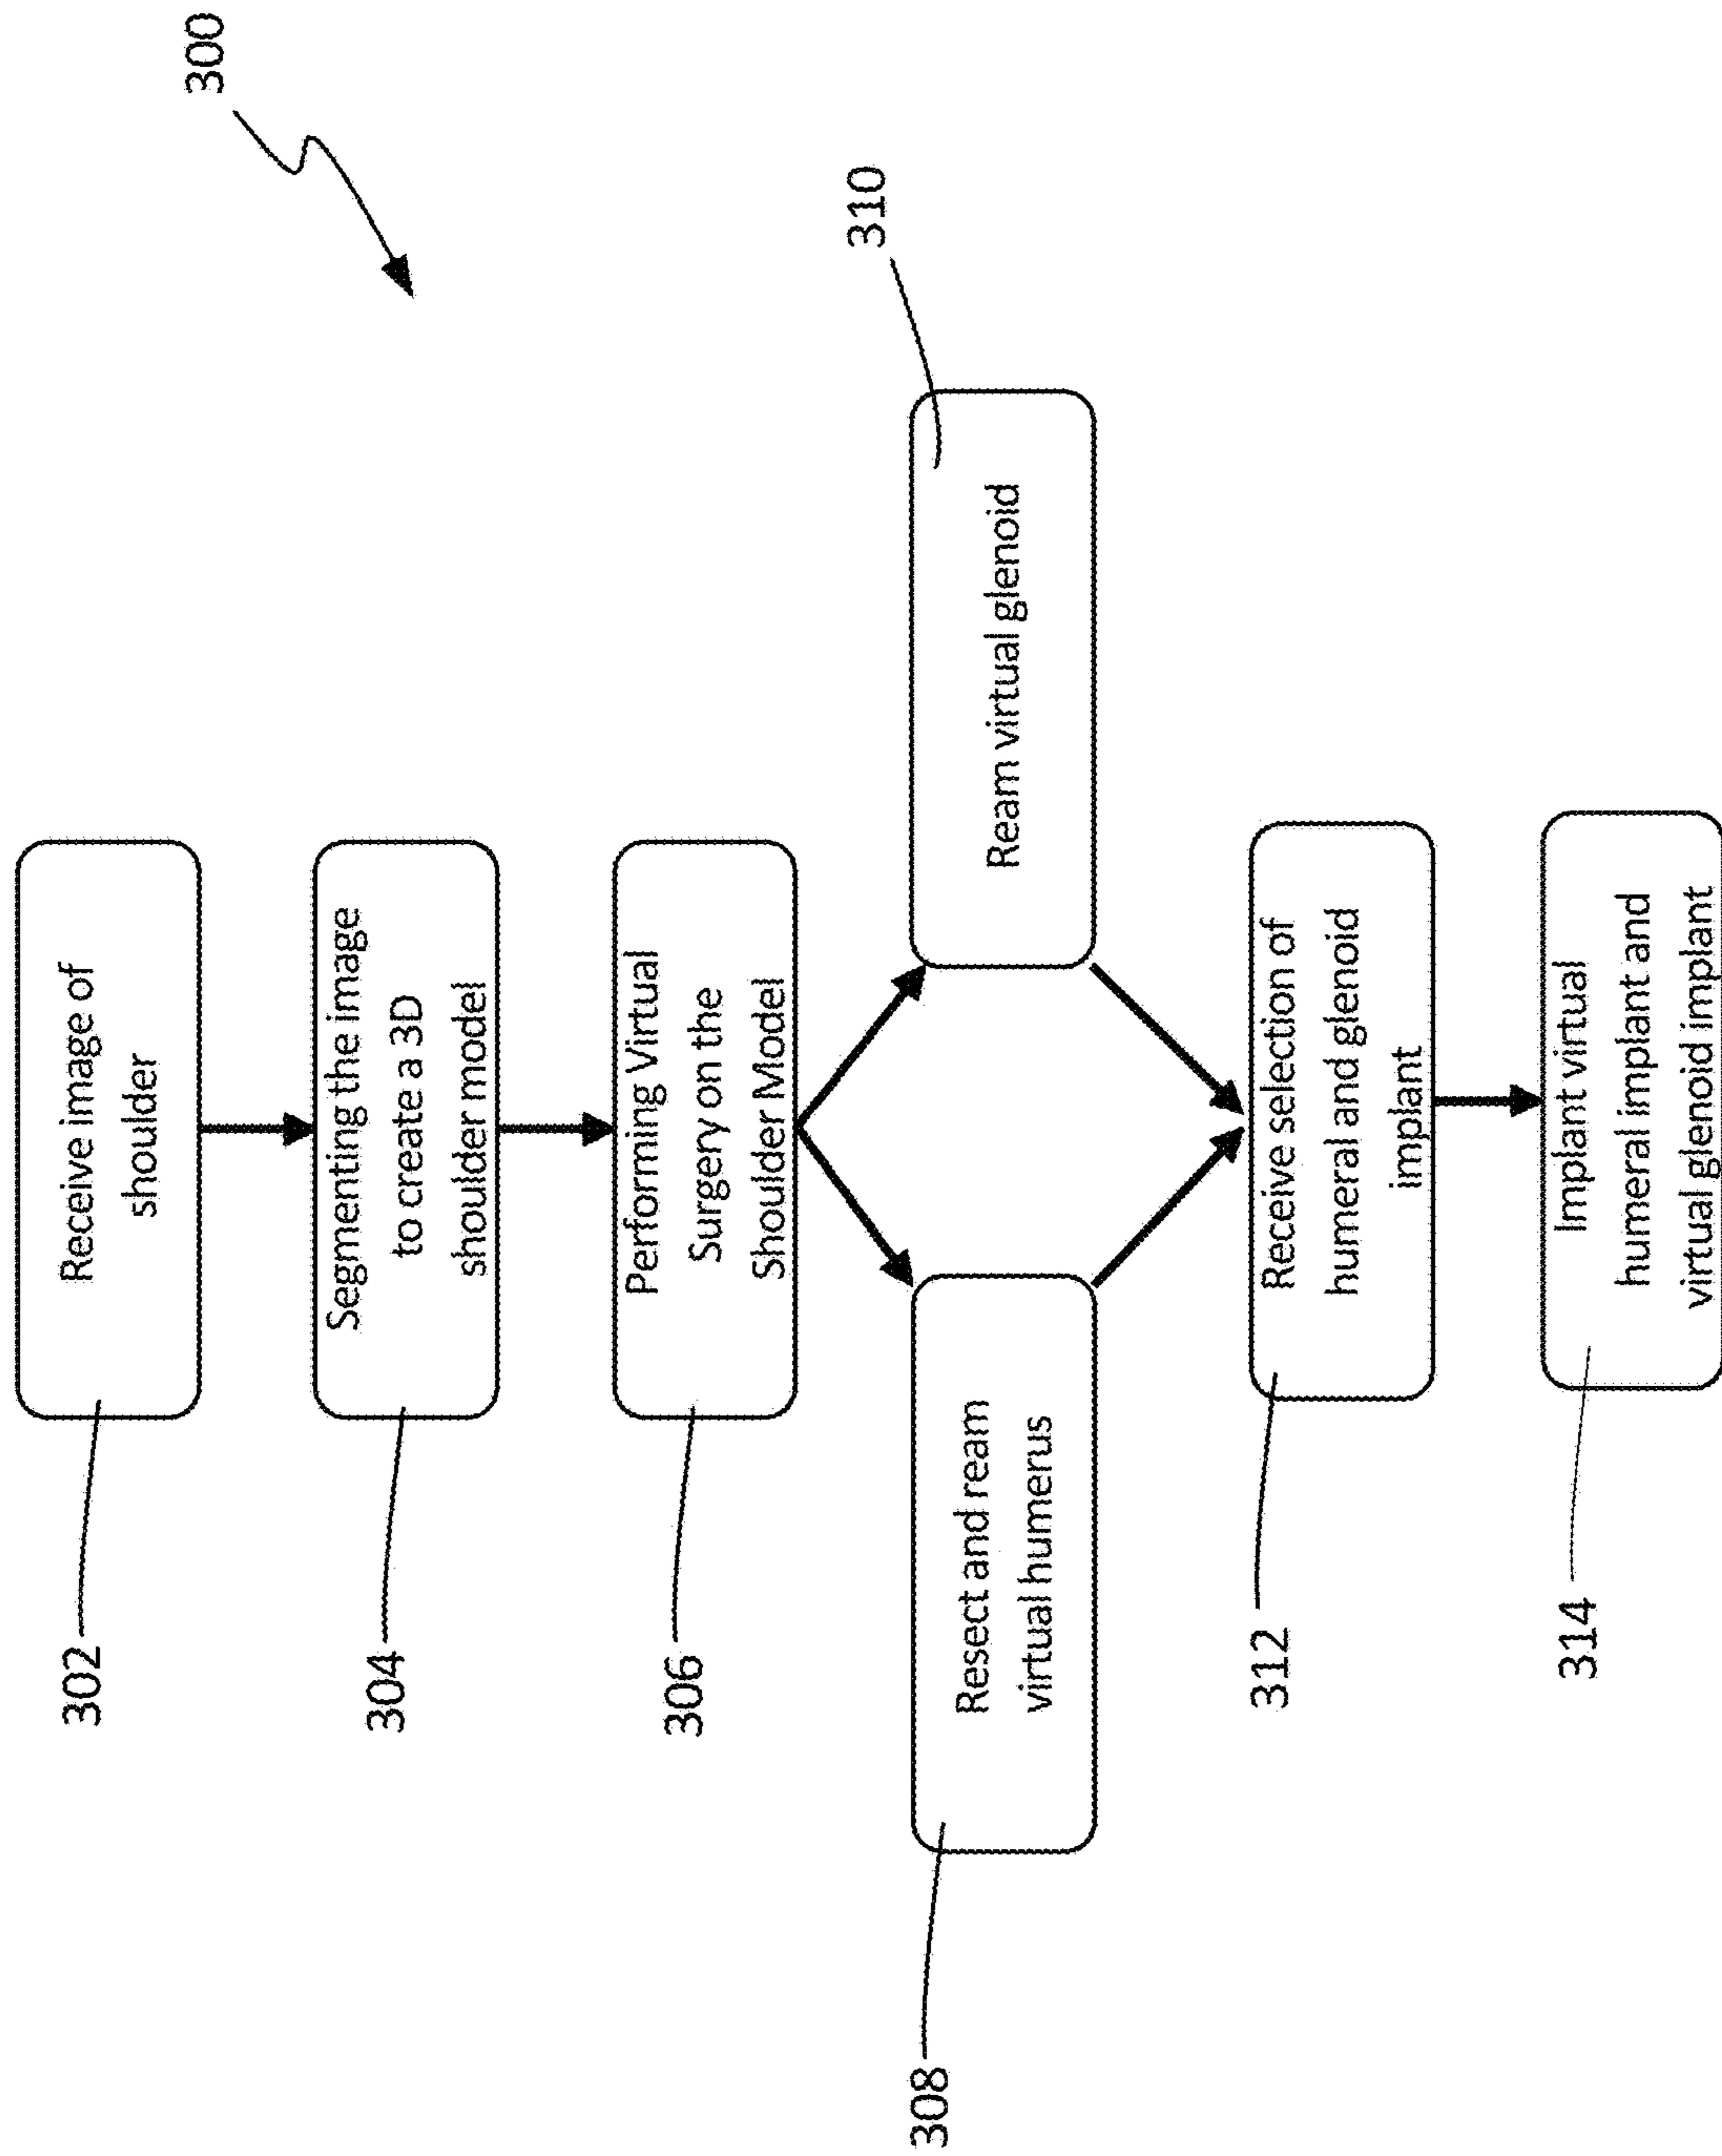 300
302
Receive image of
shoulder
304
Segmenting the image
to create a 3D
shoulder model
306
Performing Virtual
Surgery on the
Shoulder Model
308
Resect and ream
virtual humerus
310
Ream virtual glenoid
312
Receive selection of
humeral and glenoid
implant
314
Implant virtual
humeral implant and
virtual glenoid implant